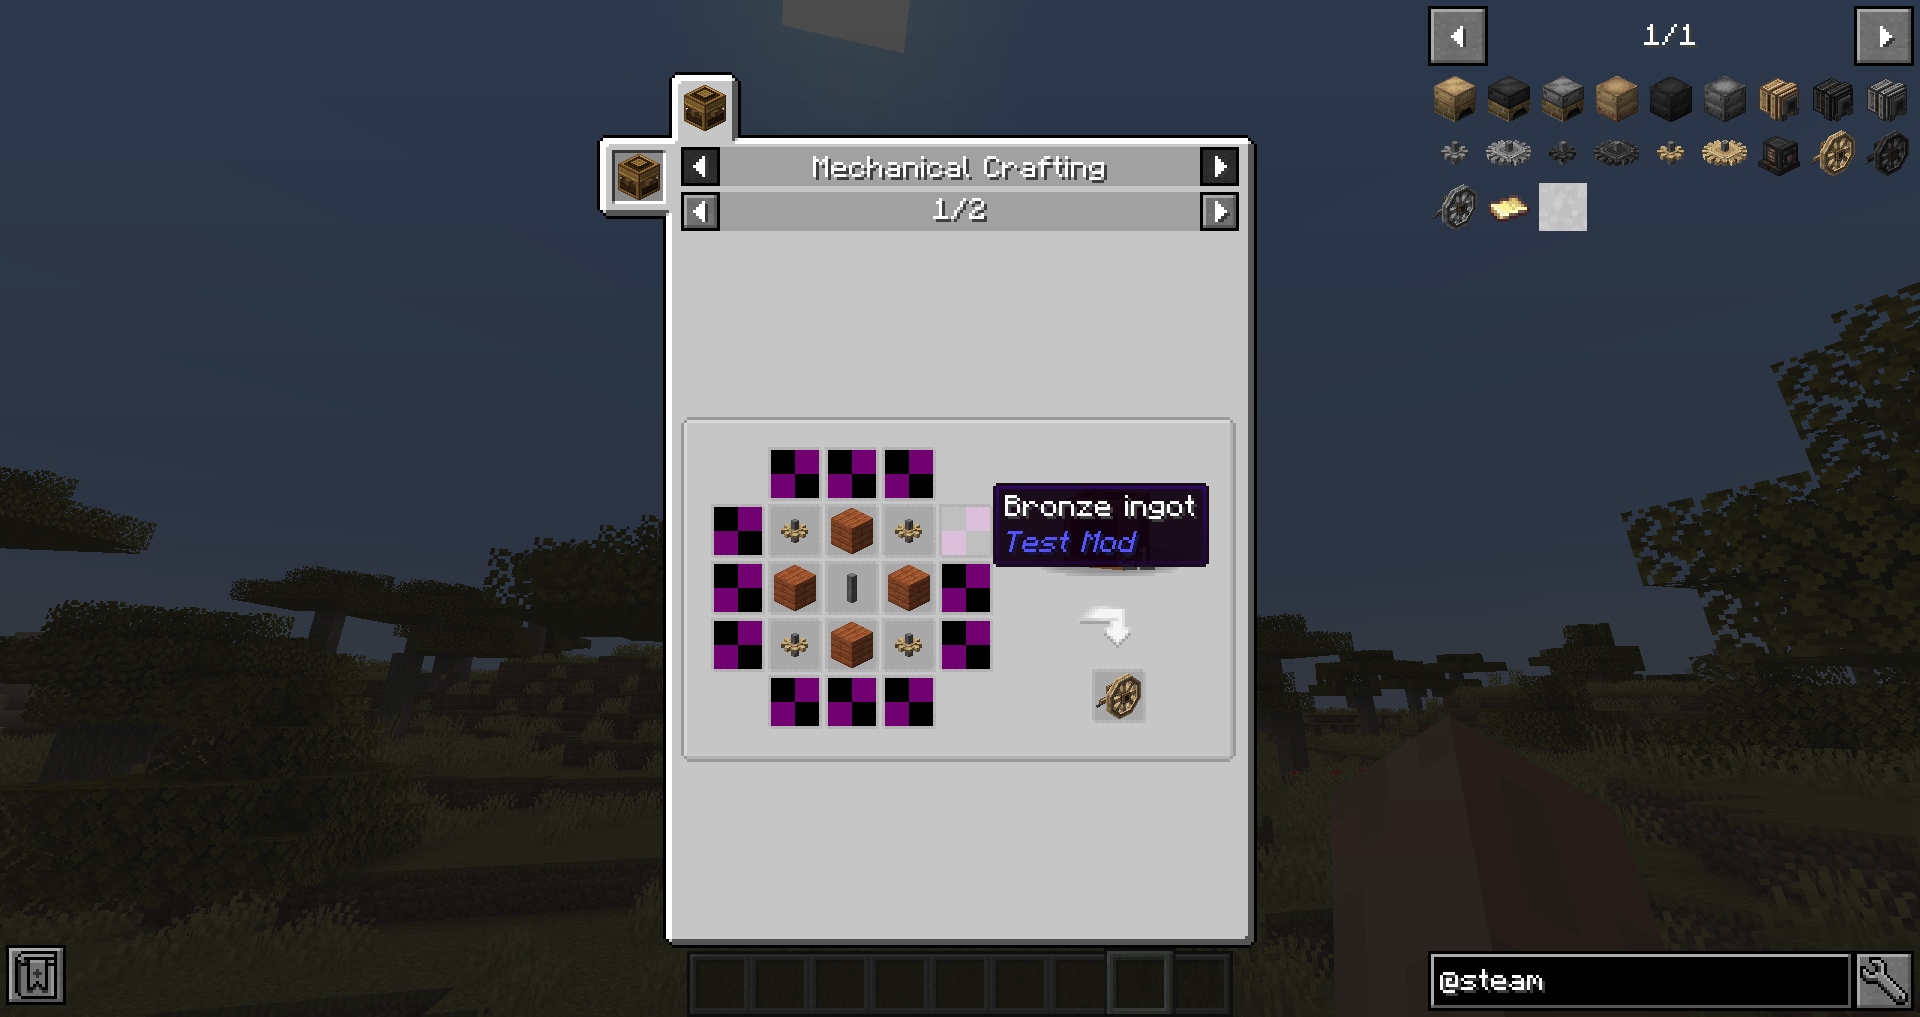 1/1
Mechanical Crafting
1/2
Bronze ingot
Test Mod
@steam